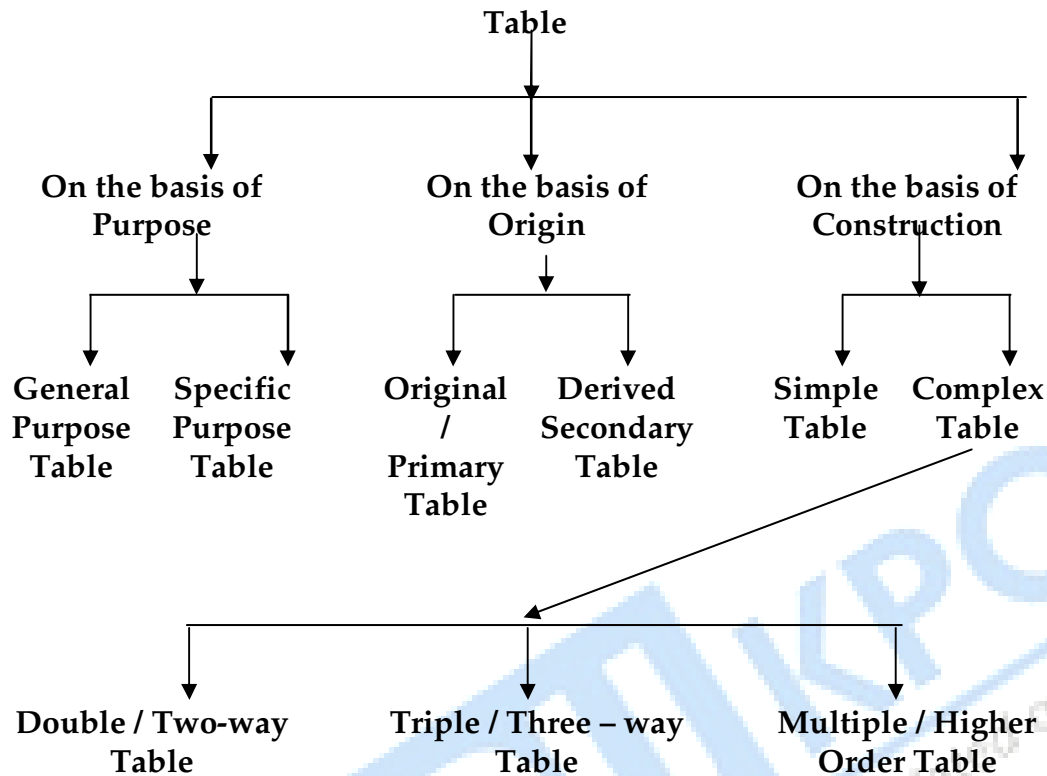 Table
On the basis of
Purpose
On the basis of
Origin
On the basis of
Construction
General
Purpose
Table
Specific
Purpose
Table
Original
/
Primary
Table
Derived
Secondary
Table
Simple
Table
Complex
Table
Double / Two-way
Table
Triple / Three – way
Table
Multiple / Higher
Order Table
KPC